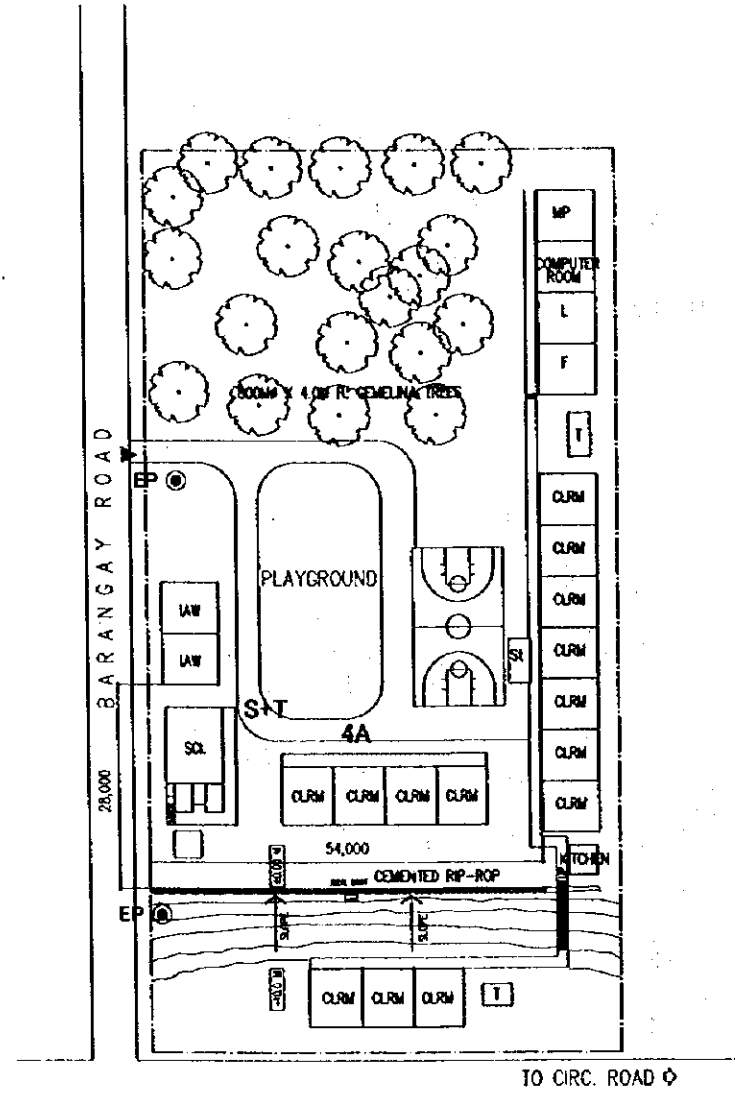 MP
COMPUTER
ROOM
L
F
T
EP
BARANGAY ROAD
PLAYGROUND
CLRM
CLRM
CLRM
CLRM
CLRM
CLRM
CLRM
IAW
IAW
S+T
4A
SCI.
CLRM
CLRM
CLRM
CLRM
28,000
54,000
KITCHEN
CEMENTED RIP-ROP
EP
SLOPE
SLOPE
CLRM
CLRM
CLRM
T
TO CIRC. ROAD